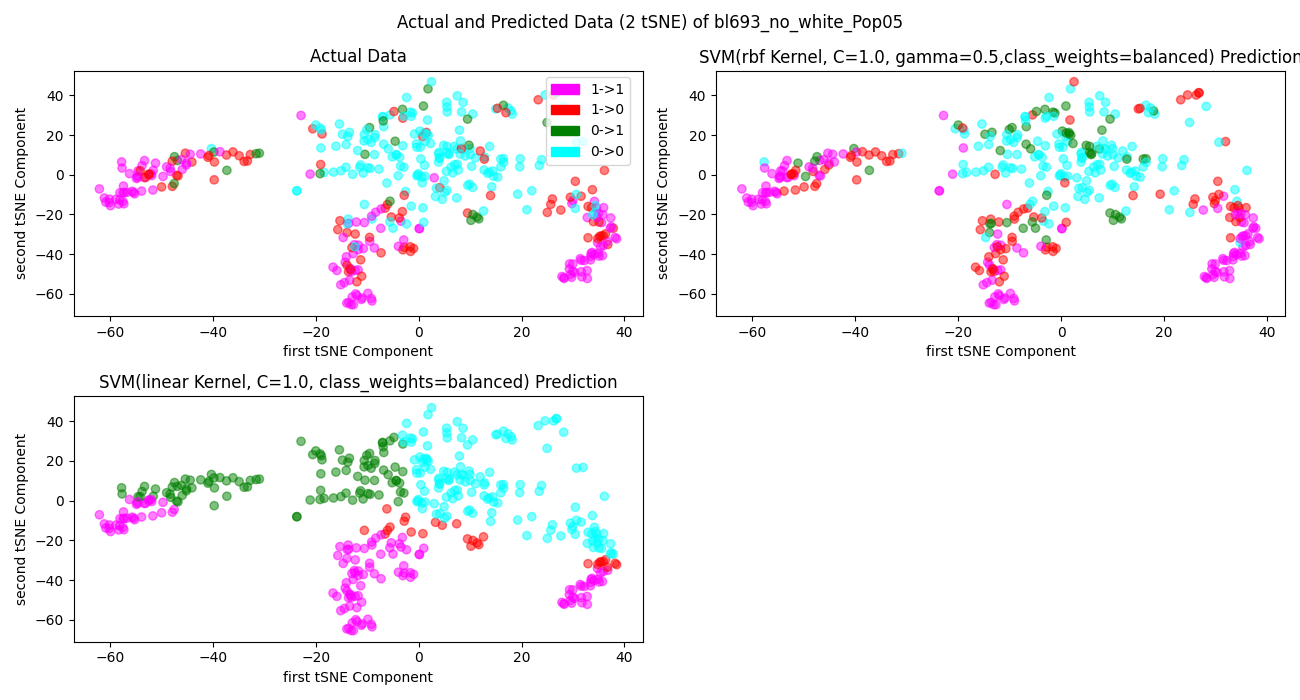 Actual and Predicted Data (2 tSNE) of bl693_no_white_Pop05
Actual Data
second tSNE Component
40
20
0
−20
−40
−60
1->1
1->0
0->1
0->0
−60 −40 −20 0 20 40
first tSNE Component
SVM(rbf Kernel, C=1.0, gamma=0.5,class_weights=balanced) Prediction
second tSNE Component
40
20
0
−20
−40
−60
−60 −40 −20 0 20 40
first tSNE Component
SVM(linear Kernel, C=1.0, class_weights=balanced) Prediction
second tSNE Component
40
20
0
−20
−40
−60
−60 −40 −20 0 20 40
first tSNE Component